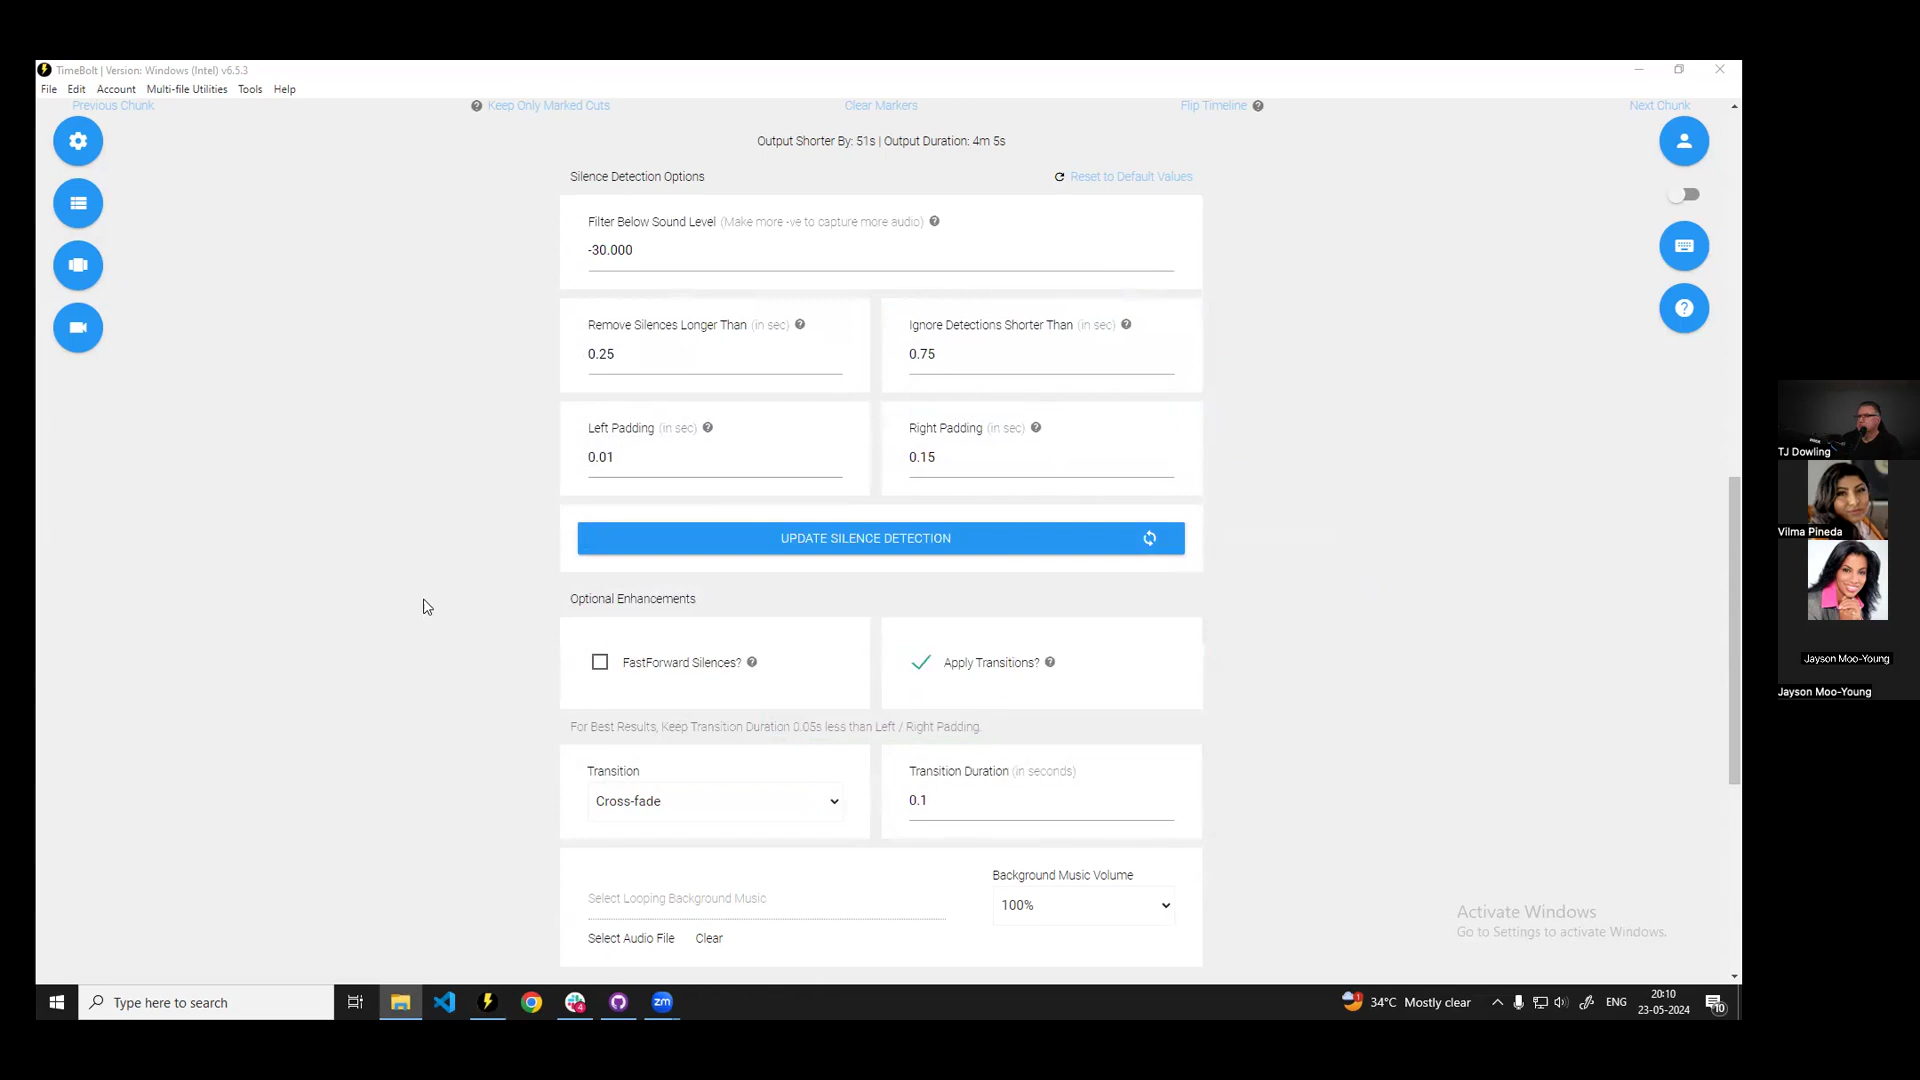 TimeBolt | Version: Windows (Intel) v6.5.3
File Edit Account Multi-file Utilities Tools Help
Previous Chunk Keep Only Marked Cuts Clear Markers Flip Timeline Next Chunk
Output Shorter By: 51s | Output Duration: 4m 5s
Silence Detection Options Reset to Default Values
Filter Below Sound Level (Make more -ve to capture more audio)
-30.000
Remove Silences Longer Than (in sec) Ignore Detections Shorter Than (in sec)
0.25 0.75
Left Padding (in sec) Right Padding (in sec)
0.01 0.15
UPDATE SILENCE DETECTION
Optional Enhancements
FastForward Silences? Apply Transitions?
For Best Results, Keep Transition Duration 0.05s less than Left / Right Padding.
Transition Transition Duration (in seconds)
Cross-fade 0.1
Background Music Volume
Select Looping Background Music 100%
Select Audio File Clear
Activate Windows
Go to Settings to activate Windows.
TJ Dowling
Vilma Pineda
Jayson Moo-Young
Jayson Moo-Young
Type here to search 4 zm 1 34°C Mostly clear ENG 20:10
23-05-2024 10